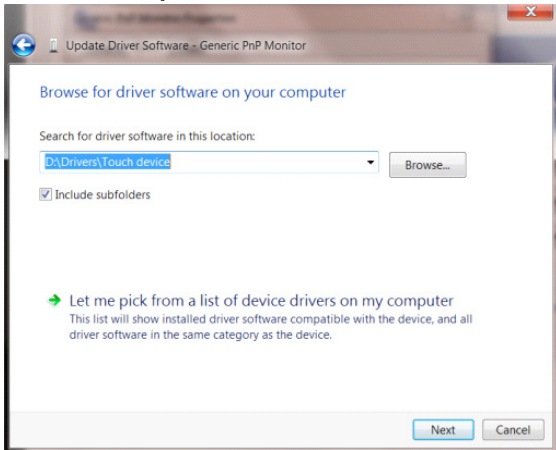 Update Driver Software - Generic PnP Monitor
Browse for driver software on your computer
Search for driver software in this location:
D:\Drivers\Touch device
Browse...
Include subfolders
Let me pick from a list of device drivers on my computer
This list will show installed driver software compatible with the device, and all
driver software in the same category as the device.
Next
Cancel